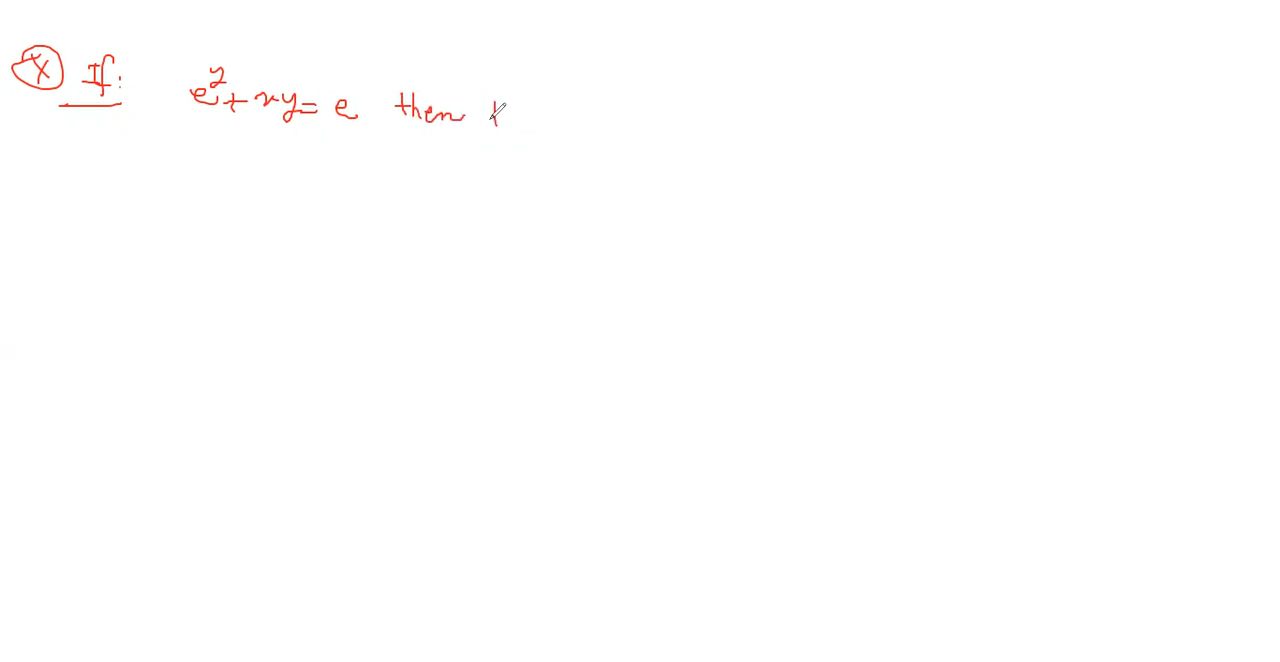 (X) If: e^y + xy = e then